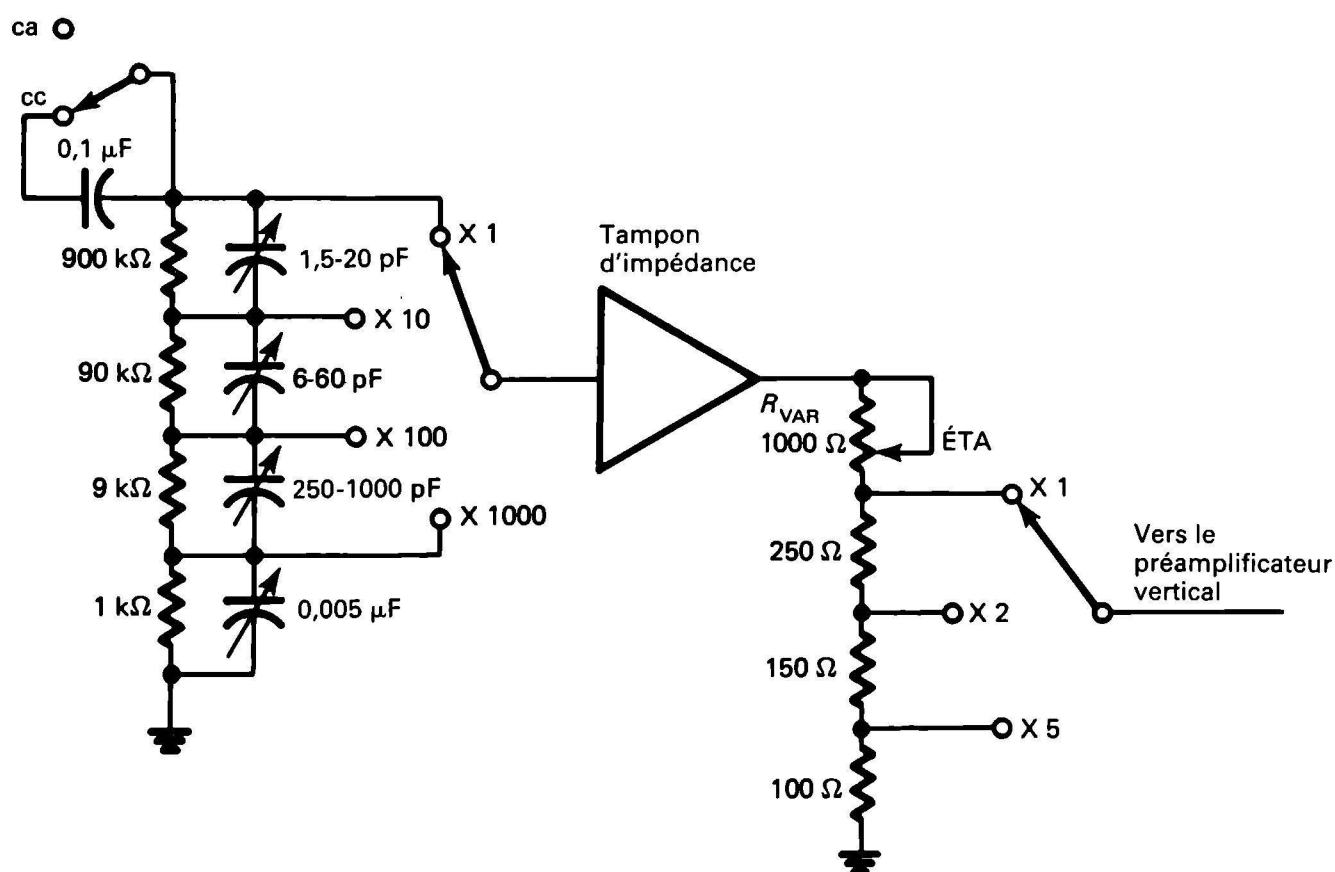 ca
cc
0,1 µF
900 kΩ
1,5-20 pF
X 1
X 10
90 kΩ
6-60 pF
X 100
9 kΩ
250-1000 pF
X 1000
1 kΩ
0,005 µF
Tampon
d'impédance
RVAR
1000 Ω
ÉTA
X 1
250 Ω
X 2
150 Ω
X 5
100 Ω
Vers le
préamplificateur
vertical